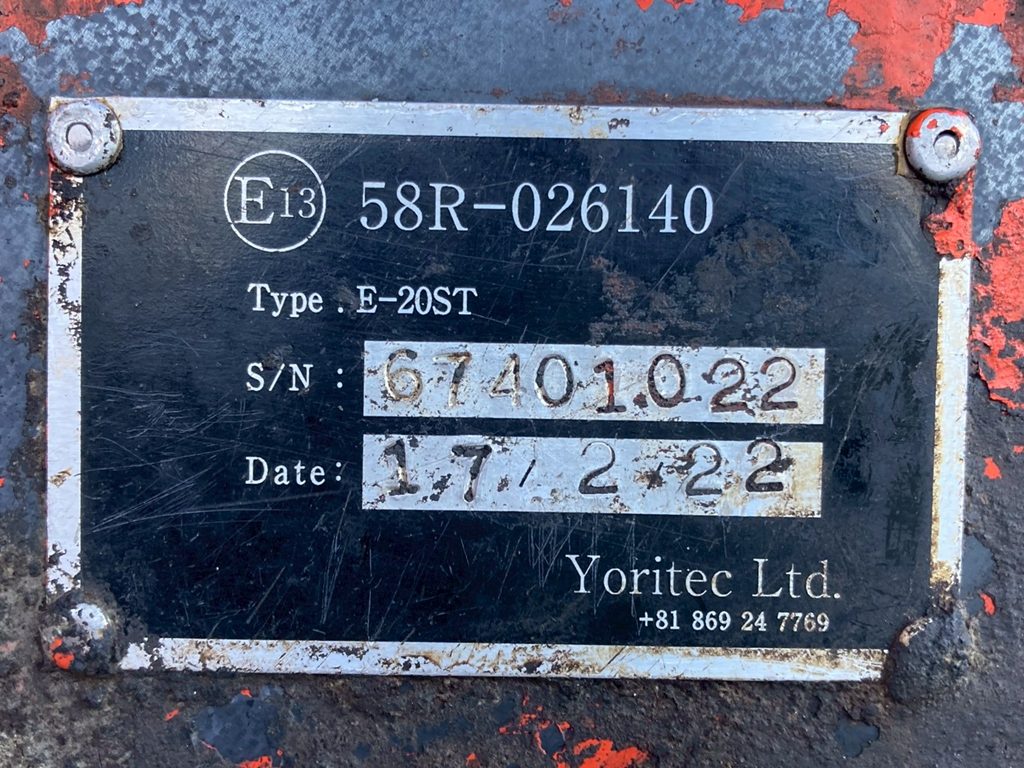 E13 58R-026140
Type . E-20ST
S/N : 67401022
Date: 17/2/22
Yoritec Ltd.
+81 869 24 7769